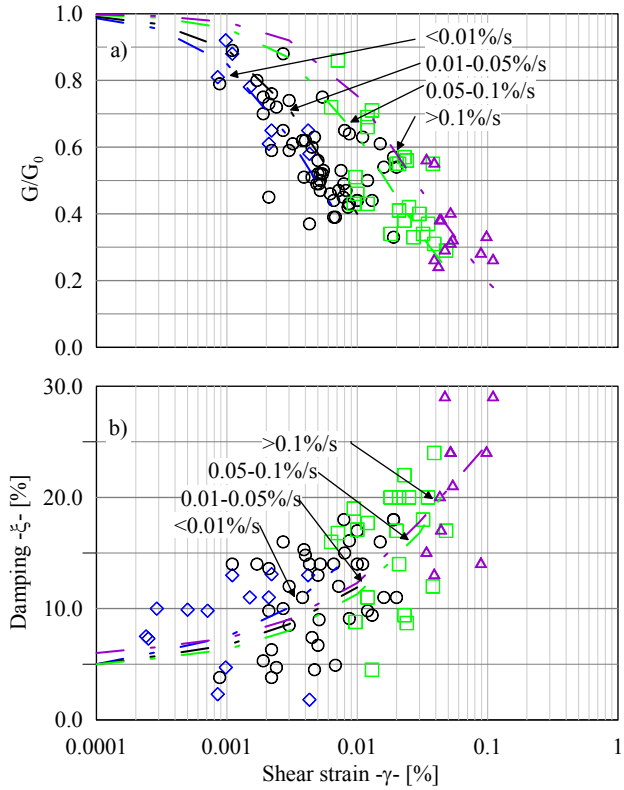 1.0
a)
<0.01%/s
0.8
0.01-0.05%/s
0.05-0.1%/s
0.6
>0.1%/s
G/G0
0.4
0.2
0.0
30.0
b)
>0.1%/s
0.05-0.1%/s
20.0
0.01-0.05%/s
<0.01%/s
Damping -ξ- [%]
10.0
0.0
0.0001 0.001 0.01 0.1 1
Shear strain -γ- [%]